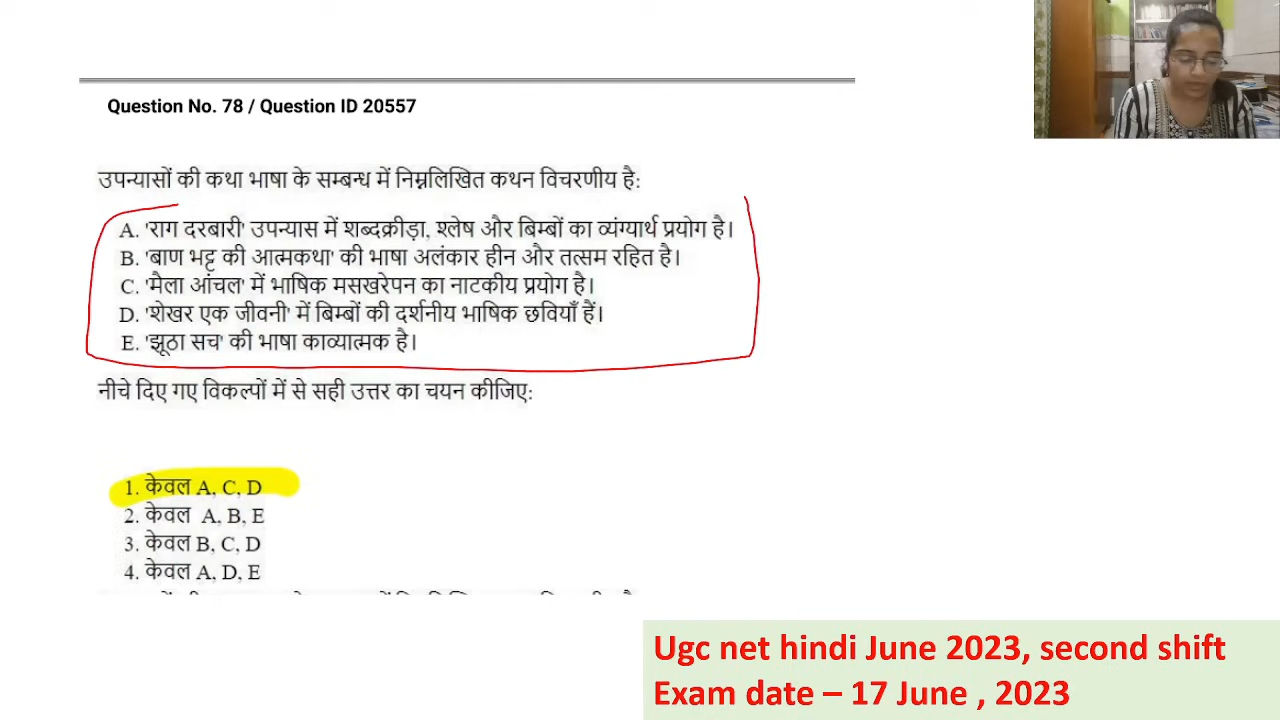 Question No. 78 / Question ID 20557
उपन्यासों की कथा भाषा के सम्बन्ध में निम्नलिखित कथन विचरणीय है:
A. 'राग दरबारी' उपन्यास में शब्दक्रीड़ा, श्लेष और बिम्बों का व्यंग्यार्थ प्रयोग है।
B. 'बाण भट्ट की आत्मकथा' की भाषा अलंकार हीन और तत्सम रहित है।
C. 'मैला आंचल' में भाषिक मसखरेपन का नाटकीय प्रयोग है।
D. 'शेखर एक जीवनी' में बिम्बों की दर्शनीय भाषिक छवियाँ हैं।
E. 'झूठा सच' की भाषा काव्यात्मक है।
नीचे दिए गए विकल्पों में से सही उत्तर का चयन कीजिए:
1. केवल A, C, D
2. केवल A, B, E
3. केवल B, C, D
4. केवल A, D, E
Ugc net hindi June 2023, second shift
Exam date – 17 June , 2023